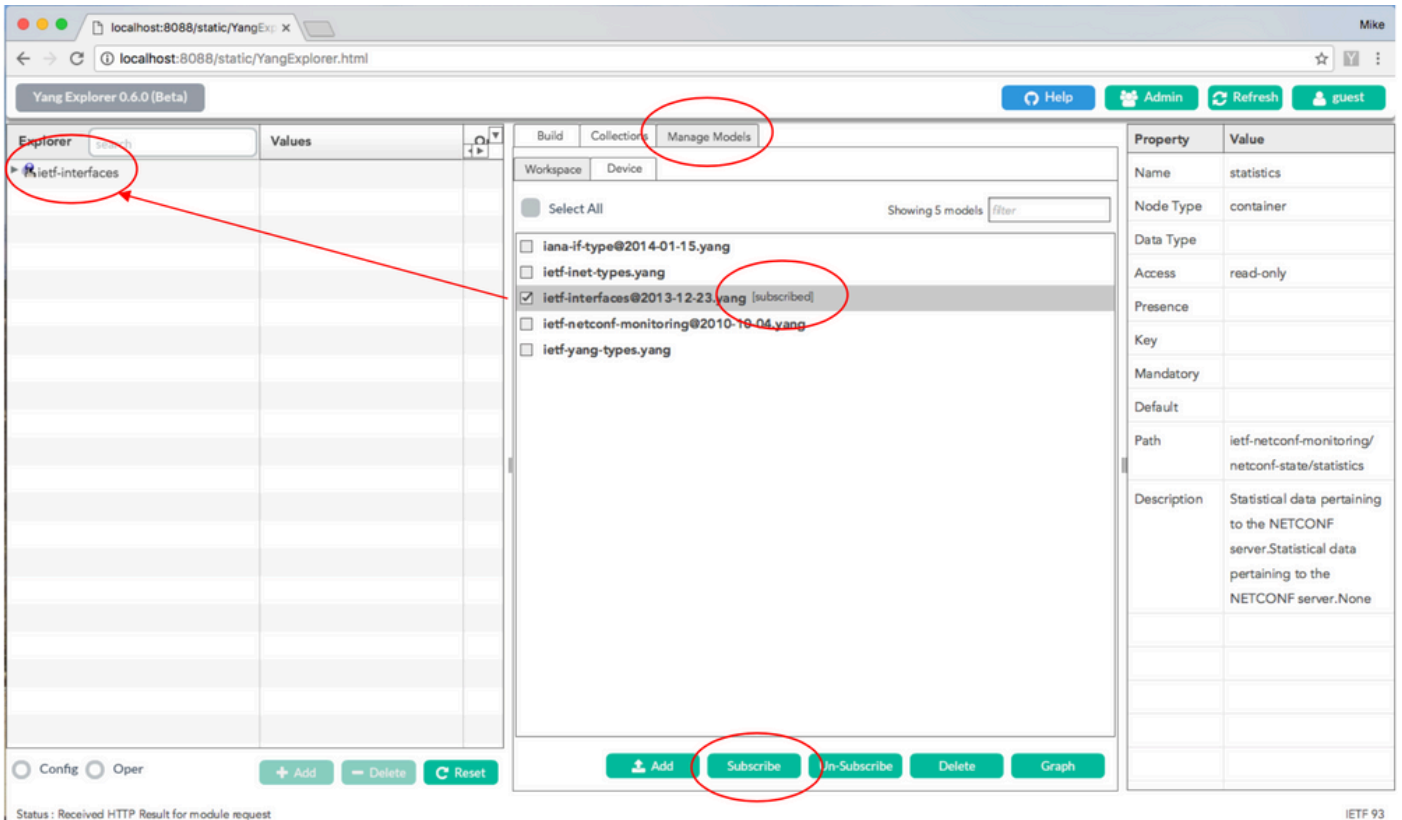 localhost:8088/static/YangExp
Mike
localhost:8088/static/YangExplorer.html
Yang Explorer 0.6.0 (Beta)
Help
Admin
Refresh
guest
Explorer
search
Values
Build
Collections
Manage Models
Workspace
Device
Select All
Showing 5 models
filter
ietf-interfaces
iana-if-type@2014-01-15.yang
ietf-inet-types.yang
ietf-interfaces@2013-12-23.yang [subscribed]
ietf-netconf-monitoring@2010-10-04.yang
ietf-yang-types.yang
Property
Value
Name
statistics
Node Type
container
Data Type
Access
read-only
Presence
Key
Mandatory
Default
Path
ietf-netconf-monitoring/
netconf-state/statistics
Description
Statistical data pertaining
to the NETCONF
server.Statistical data
pertaining to the
NETCONF server.None
Config
Oper
Add
Delete
Reset
Add
Subscribe
Un-Subscribe
Delete
Graph
Status : Received HTTP Result for module request
IETF 93